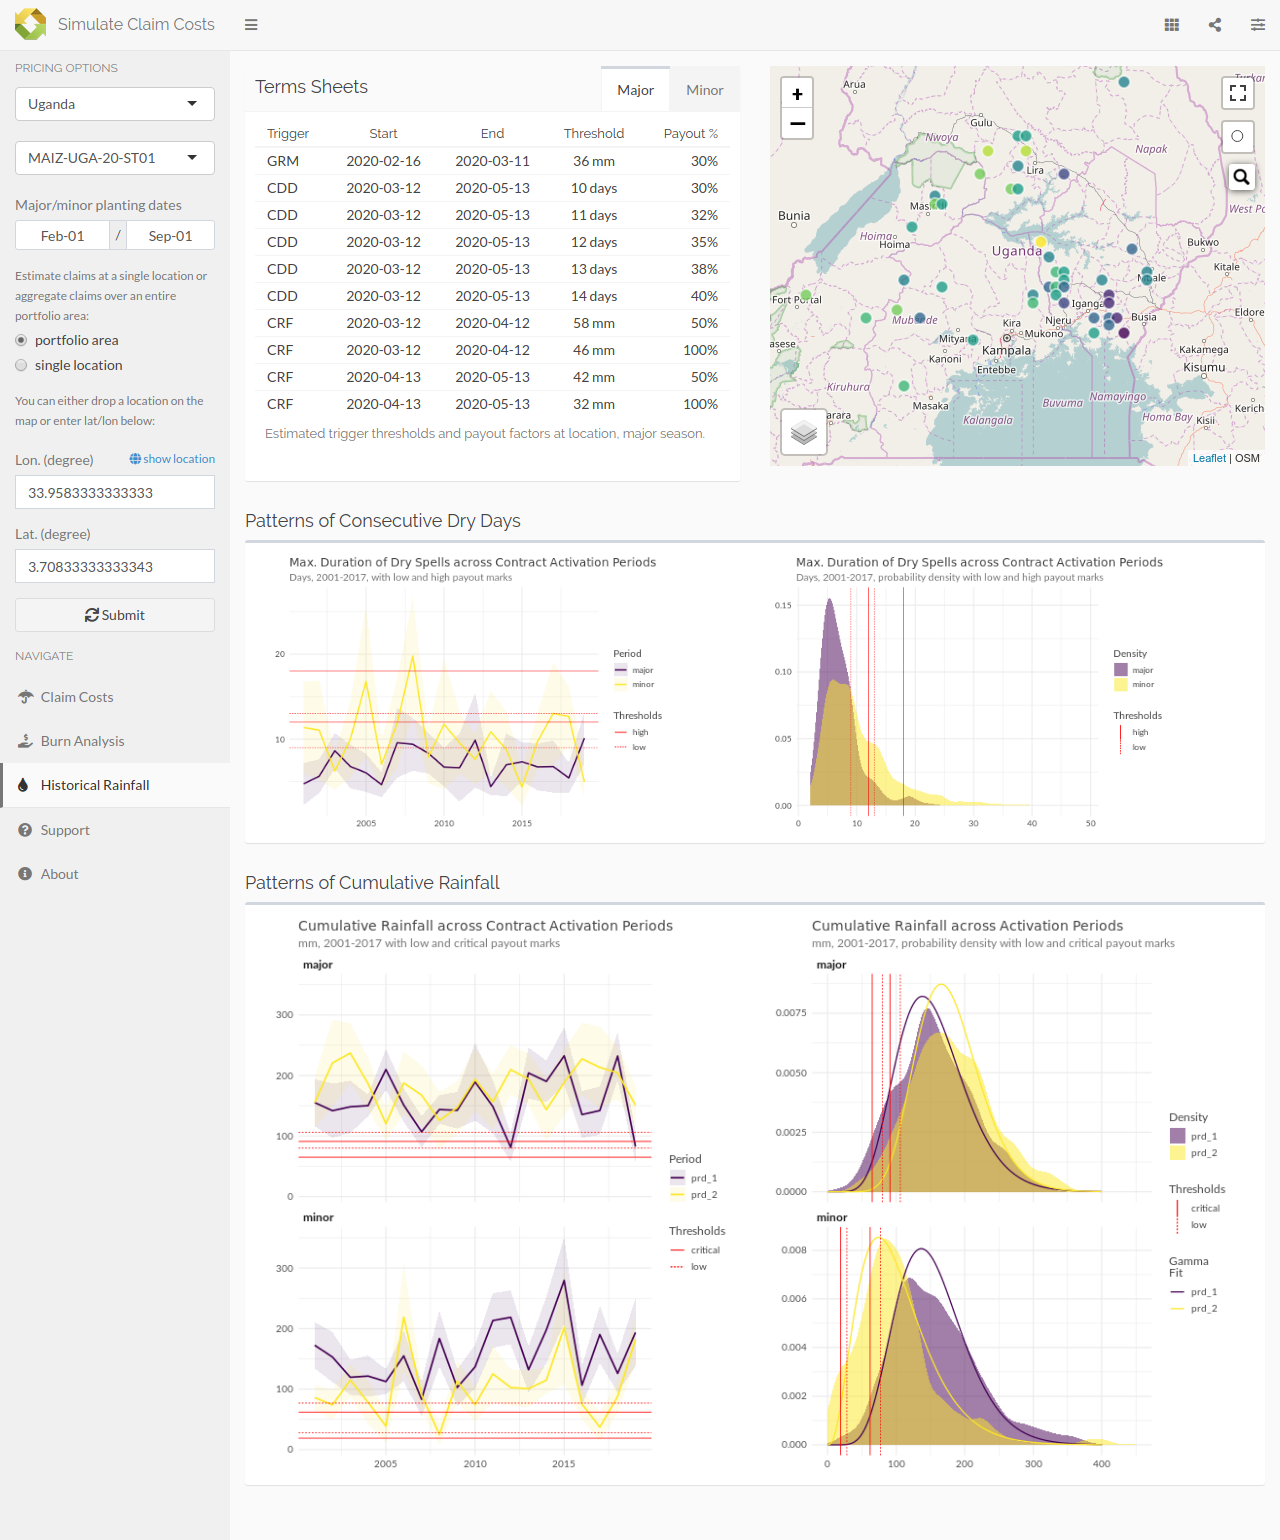 Simulate Claim Costs
PRICING OPTIONS
Uganda
MAIZ-UGA-20-ST01
Major/minor planting dates
Feb-01 / Sep-01
Estimate claims at a single location or
aggregate claims over an entire
portfolio area:
portfolio area
single location
You can either drop a location on the
map or enter lat/lon below:
Lon. (degree) show location
33.9583333333333
Lat. (degree)
3.70833333333343
Submit
NAVIGATE
Claim Costs
Burn Analysis
Historical Rainfall
Support
About
Terms Sheets Major Minor
Trigger Start End Threshold Payout %
GRM 2020-02-16 2020-03-11 36 mm 30%
CDD 2020-03-12 2020-05-13 10 days 30%
CDD 2020-03-12 2020-05-13 11 days 32%
CDD 2020-03-12 2020-05-13 12 days 35%
CDD 2020-03-12 2020-05-13 13 days 38%
CDD 2020-03-12 2020-05-13 14 days 40%
CRF 2020-03-12 2020-04-12 58 mm 50%
CRF 2020-03-12 2020-04-12 46 mm 100%
CRF 2020-04-13 2020-05-13 42 mm 50%
CRF 2020-04-13 2020-05-13 32 mm 100%
Estimated trigger thresholds and payout factors at location, major season.
+
−
Arua
Gulu
Nwoya
Napak
Lira
Bunia
West Po
Hoima
Hoima
Bukwo
Uganda
Kitale
Fort Portal
Iganga
Eldore
Mubende
Kira
Njeru
Busia
asese
Mukono
Kakamega
Kanoni
Kampala
Entebbe
Kisumu
Kiruhura
Namayingo
Masaka
Buvuma
Kerich
arara
Kalangala
Homa Bay
Kisii
Leaflet | OSM
Patterns of Consecutive Dry Days
Max. Duration of Dry Spells across Contract Activation Periods
Days, 2001-2017, with low and high payout marks
20
10
2005 2010 2015
Period
major
minor
Thresholds
high
low
Max. Duration of Dry Spells across Contract Activation Periods
Days, 2001-2017, probability density with low and high payout marks
0.15
0.10
0.05
0.00
0 10 20 30 40 50
Density
major
minor
Thresholds
high
low
Patterns of Cumulative Rainfall
Cumulative Rainfall across Contract Activation Periods
mm, 2001-2017 with low and critical payout marks
major
300
200
100
0
minor
300
200
100
0
2005 2010 2015
Period
prd_1
prd_2
Thresholds
critical
low
Cumulative Rainfall across Activation Periods
mm, 2001-2017, probability density with low and critical payout marks
major
0.0075
0.0050
0.0025
0.0000
minor
0.008
0.006
0.004
0.002
0.000
0 100 200 300 400
Density
prd_1
prd_2
Thresholds
critical
low
Gamma
Fit
prd_1
prd_2